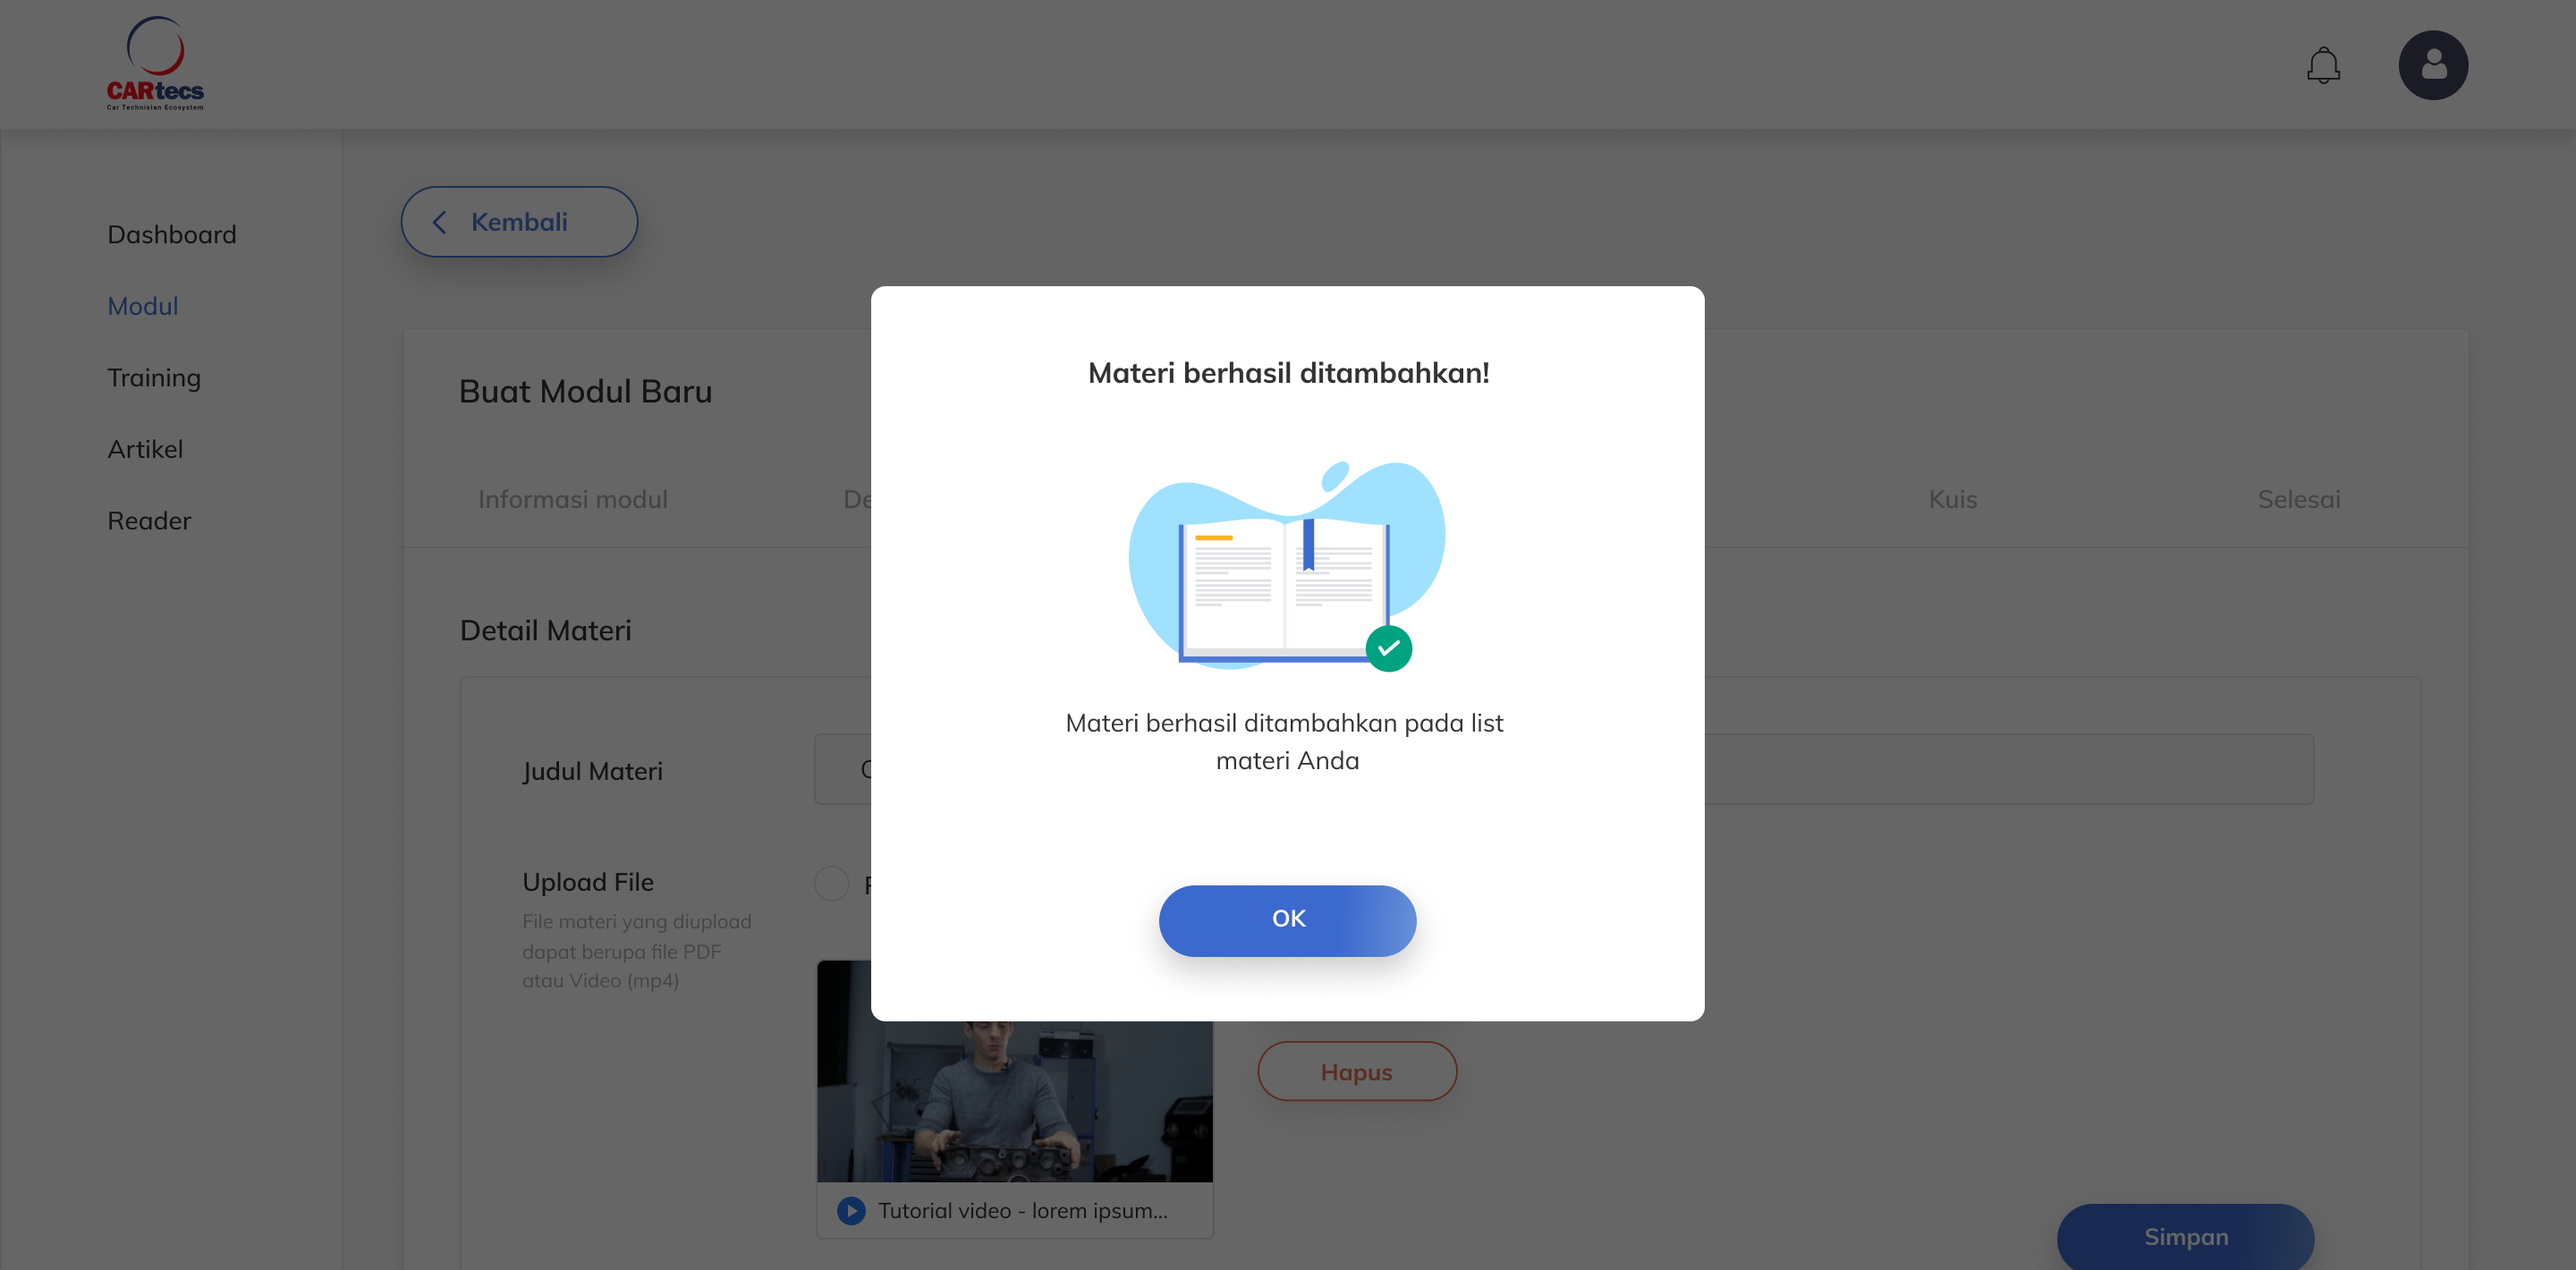 CARtecs
Car Technisian Ecosystem
Dashboard
Modul
Training
Artikel
Reader
Kembali
Buat Modul Baru
Informasi modul
Kuis
Selesai
Detail Materi
Judul Materi
Upload File
File materi yang diupload
dapat berupa file PDF
atau Video (mp4)
Tutorial video - lorem ipsum...
Hapus
Simpan
Materi berhasil ditambahkan!
Materi berhasil ditambahkan pada list
materi Anda
OK